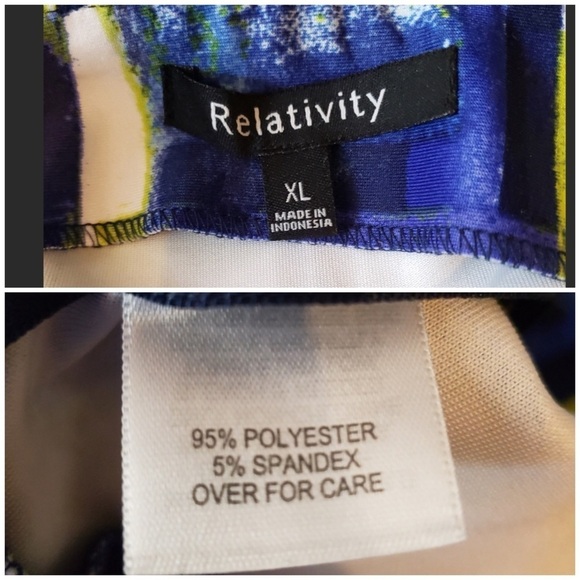 Relativity
XL
MADE IN
INDONESIA
95% POLYESTER
5% SPANDEX
OVER FOR CARE